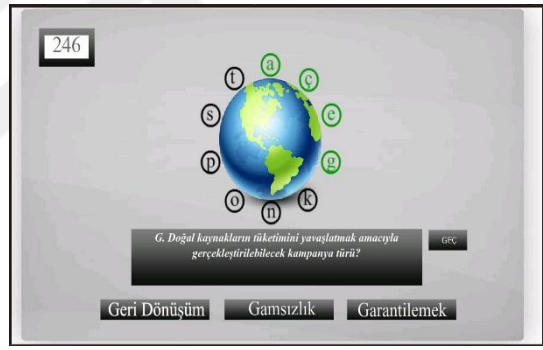 246
a
ç
e
g
k
n
o
p
s
t
G. Doğal kaynakların tüketimini yavaşlatmak amacıyla
gerçekleştirilebilecek kampanya türü?
GEÇ
Geri Dönüşüm
Gamsızlık
Garantilemek